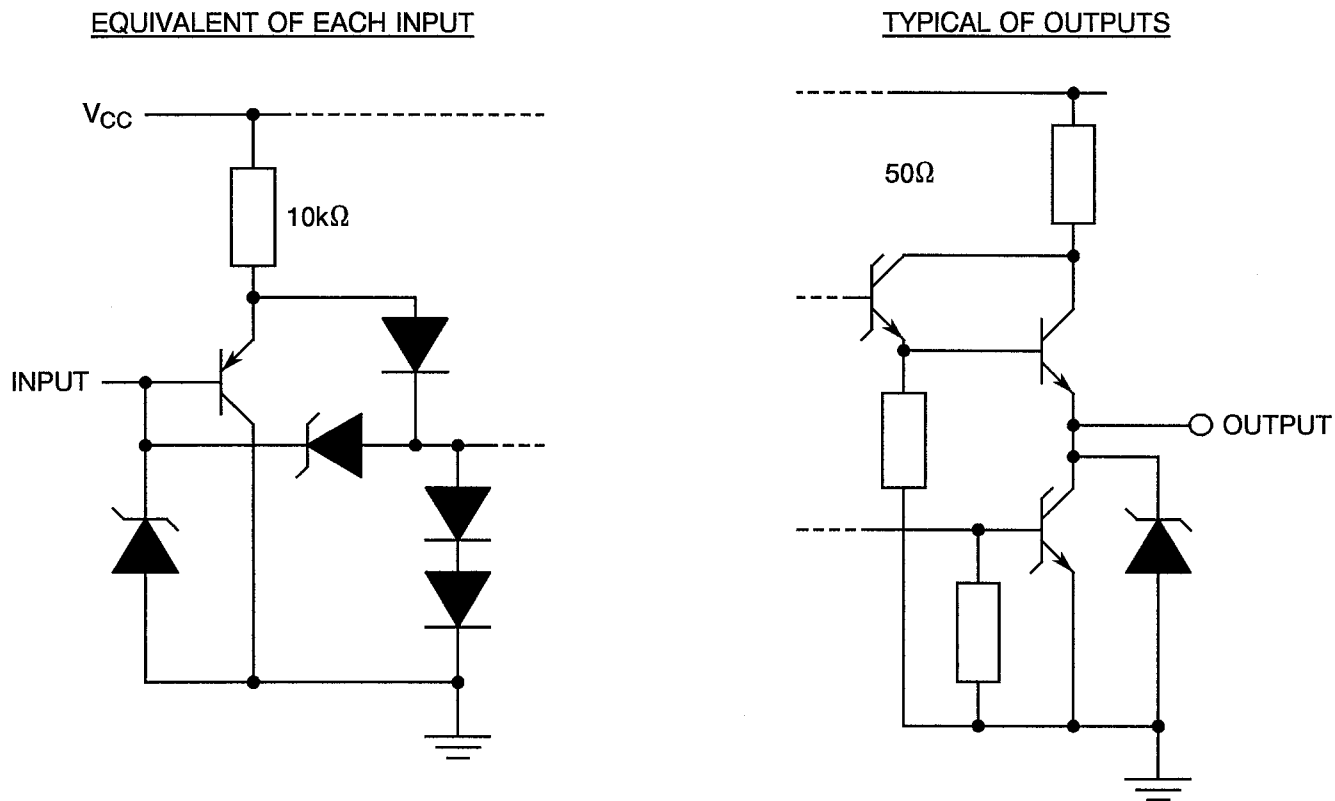 EQUIVALENT OF EACH INPUT
TYPICAL OF OUTPUTS
VCC
10kΩ
50Ω
INPUT
OUTPUT